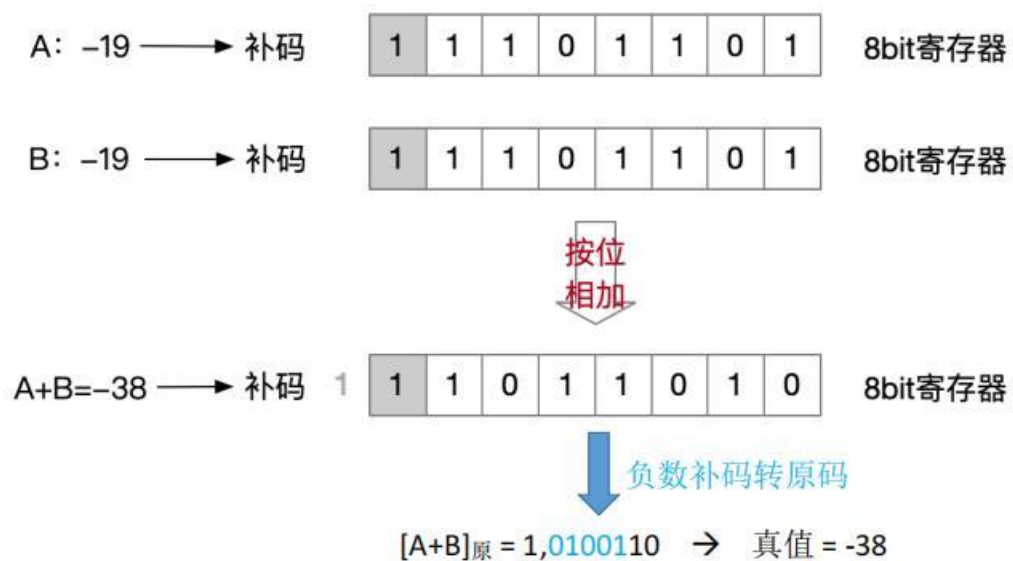 A：-19 → 补码 1 1 1 0 1 1 0 1 8bit寄存器
B：-19 → 补码 1 1 1 0 1 1 0 1 8bit寄存器
按位
相加
A+B=-38 → 补码 1 1 1 0 1 1 0 1 0 8bit寄存器
负数补码转原码
[A+B]原 = 1,0100110 → 真值 = -38